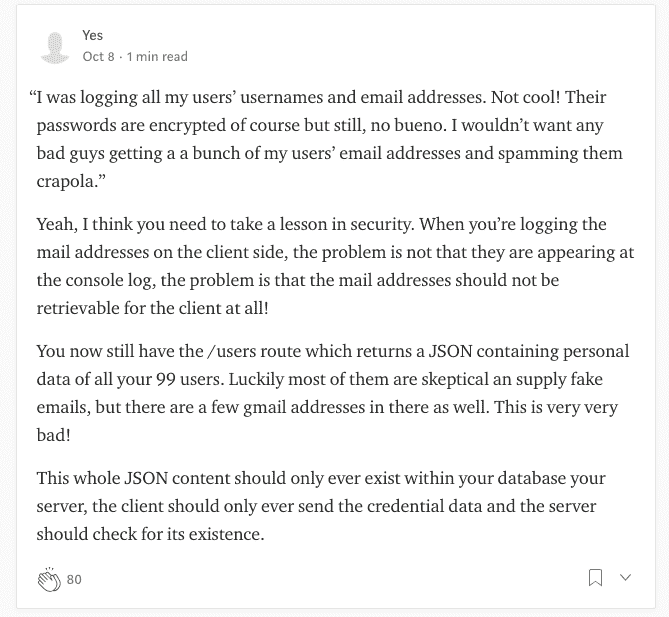 Yes
Oct 8 · 1 min read
“I was logging all my users’ usernames and email addresses. Not cool! Their
passwords are encrypted of course but still, no bueno. I wouldn’t want any
bad guys getting a a bunch of my users’ email addresses and spamming them
crapola.”
Yeah, I think you need to take a lesson in security. When you’re logging the
mail addresses on the client side, the problem is not that they are appearing at
the console log, the problem is that the mail addresses should not be
retrievable for the client at all!
You now still have the /users route which returns a JSON containing personal
data of all your 99 users. Luckily most of them are skeptical an supply fake
emails, but there are a few gmail addresses in there as well. This is very very
bad!
This whole JSON content should only ever exist within your database your
server, the client should only ever send the credential data and the server
should check for its existence.
80